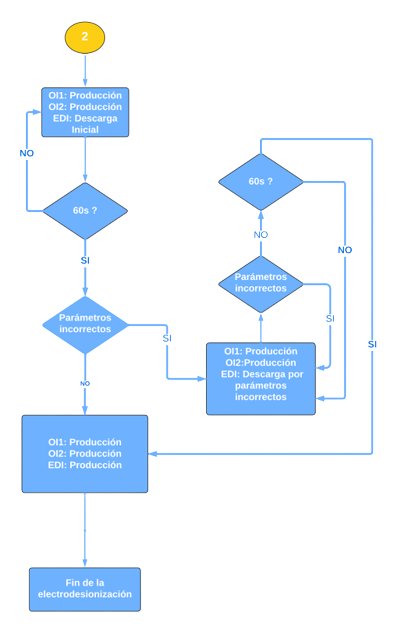 2
OI1: Producción
OI2: Producción
EDI: Descarga
Inicial
NO
60s ?
SI
Parámetros
incorrectos
SI
NO
60s ?
NO
NO
Parámetros
incorrectos
SI
SI
OI1: Producción
OI2:Producción
EDI: Descarga por
parámetros
incorrectos
OI1: Producción
OI2: Producción
EDI: Producción
Fin de la
electrodesionización